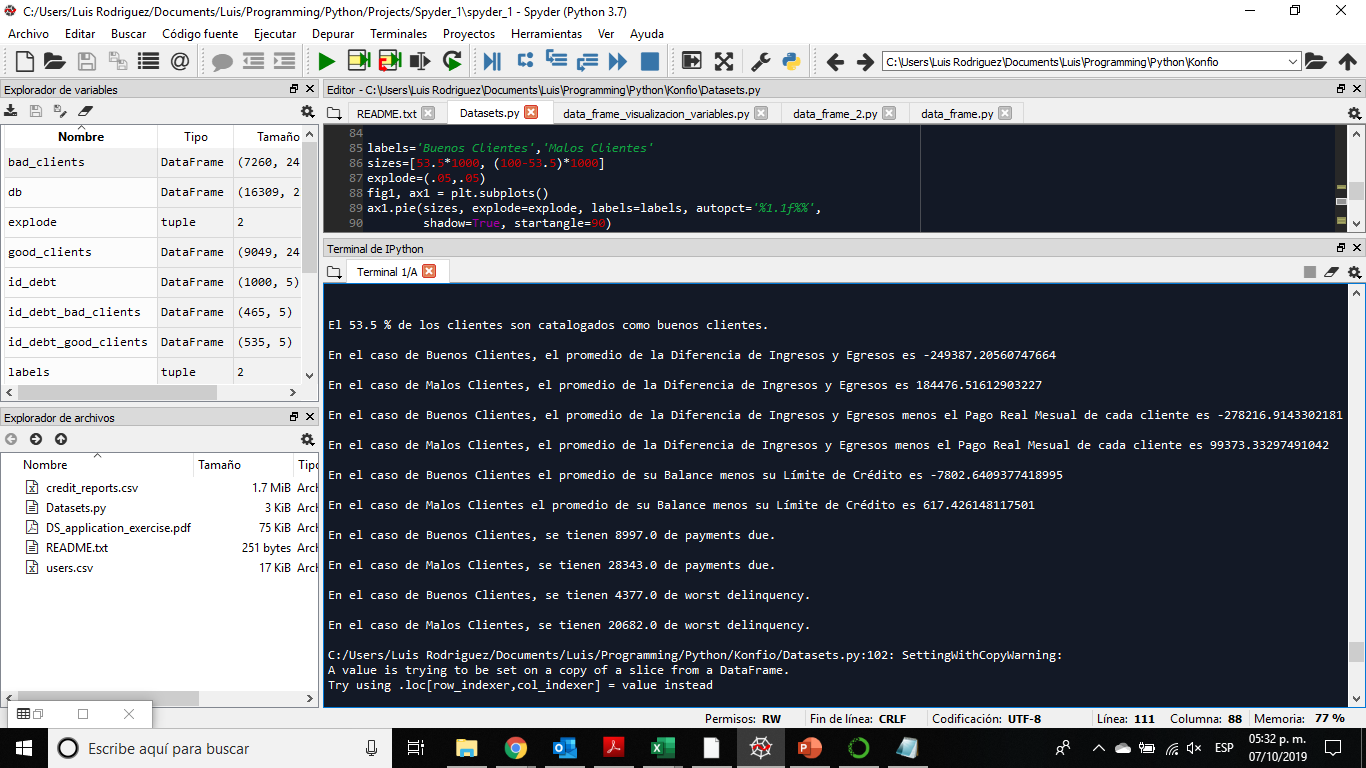 C:/Users/Luis Rodriguez/Documents/Luis/Programming/Python/Projects/Spyder_1\spyder_1 - Spyder (Python 3.7)
Archivo Editar Buscar Código fuente Ejecutar Depurar Terminales Proyectos Herramientas Ver Ayuda
C:\Users\Luis Rodriguez\Documents\Luis\Programming\Python\Konfio
Explorador de variables
Nombre Tipo Tamaño
bad_clients DataFrame (7260, 24
db DataFrame (16309, 2
explode tuple 2
good_clients DataFrame (9049, 24
id_debt DataFrame (1000, 5)
id_debt_bad_clients DataFrame (465, 5)
id_debt_good_clients DataFrame (535, 5)
labels tuple 2
Explorador de archivos
Nombre Tamaño Tipo
credit_reports.csv 1.7 MiB Arch
Datasets.py 3 KiB Arch
DS_application_exercise.pdf 75 KiB Arch
README.txt 251 bytes Arch
users.csv 17 KiB Arch
Editor - C:\Users\Luis Rodriguez\Documents\Luis\Programming\Python\Konfio\Datasets.py
README.txt Datasets.py data_frame_visualizacion_variables.py data_frame_2.py data_frame.py
84
85 labels='Buenos Clientes','Malos Clientes'
86 sizes=[53.5*1000, (100-53.5)*1000]
87 explode=(.05,.05)
88 fig1, ax1 = plt.subplots()
89 ax1.pie(sizes, explode=explode, labels=labels, autopct='%1.1f%%',
90 shadow=True, startangle=90)
Terminal de IPython
Terminal 1/A
El 53.5 % de los clientes son catalogados como buenos clientes.
En el caso de Buenos Clientes, el promedio de la Diferencia de Ingresos y Egresos es -249387.20560747664
En el caso de Malos Clientes, el promedio de la Diferencia de Ingresos y Egresos es 184476.51612903227
En el caso de Buenos Clientes, el promedio de la Diferencia de Ingresos y Egresos menos el Pago Real Mesual de cada cliente es -278216.9143302181
En el caso de Malos Clientes, el promedio de la Diferencia de Ingresos y Egresos menos el Pago Real Mesual de cada cliente es 99373.33297491042
En el caso de Buenos Clientes el promedio de su Balance menos su Límite de Crédito es -7802.6409377418995
En el caso de Malos Clientes el promedio de su Balance menos su Límite de Crédito es 617.426148117501
En el caso de Buenos Clientes, se tienen 8997.0 de payments due.
En el caso de Malos Clientes, se tienen 28343.0 de payments due.
En el caso de Buenos Clientes, se tienen 4377.0 de worst delinquency.
En el caso de Malos Clientes, se tienen 20682.0 de worst delinquency.
C:/Users/Luis Rodriguez/Documents/Luis/Programming/Python/Konfio/Datasets.py:102: SettingWithCopyWarning:
A value is trying to be set on a copy of a slice from a DataFrame.
Try using .loc[row_indexer,col_indexer] = value instead
Permisos: RW Fin de línea: CRLF Codificación: UTF-8 Línea: 111 Columna: 88 Memoria: 77 %
Escribe aquí para buscar
ESP
05:32 p. m.
07/10/2019